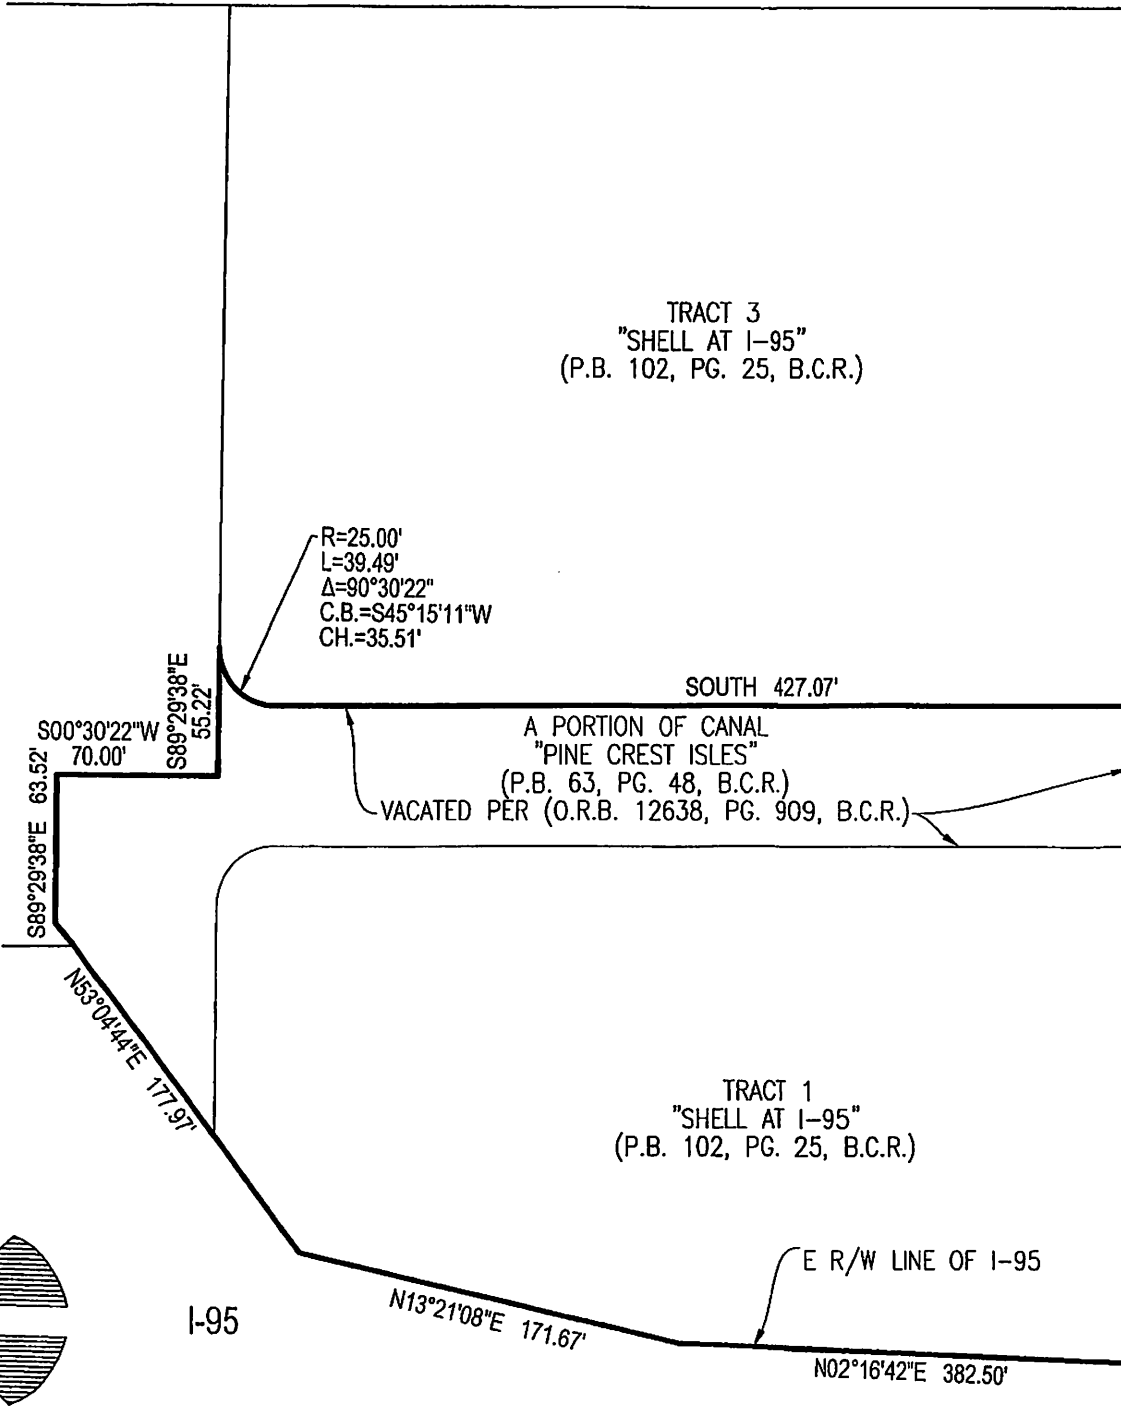 TRACT 3
"SHELL AT I-95"
(P.B. 102, PG. 25, B.C.R.)
R=25.00'
L=39.49'
Δ=90°30'22"
C.B.=S45°15'11"W
CH.=35.51'
S89°29'38"E
55.22'
SOUTH 427.07'
S00°30'22"W
70.00'
A PORTION OF CANAL
"PINE CREST ISLES"
(P.B. 63, PG. 48, B.C.R.)
VACATED PER (O.R.B. 12638, PG. 909, B.C.R.)
S89°29'38"E 63.52'
N53°04'44"E 177.97'
TRACT 1
"SHELL AT I-95"
(P.B. 102, PG. 25, B.C.R.)
E R/W LINE OF I-95
I-95
N13°21'08"E 171.67'
N02°16'42"E 382.50'